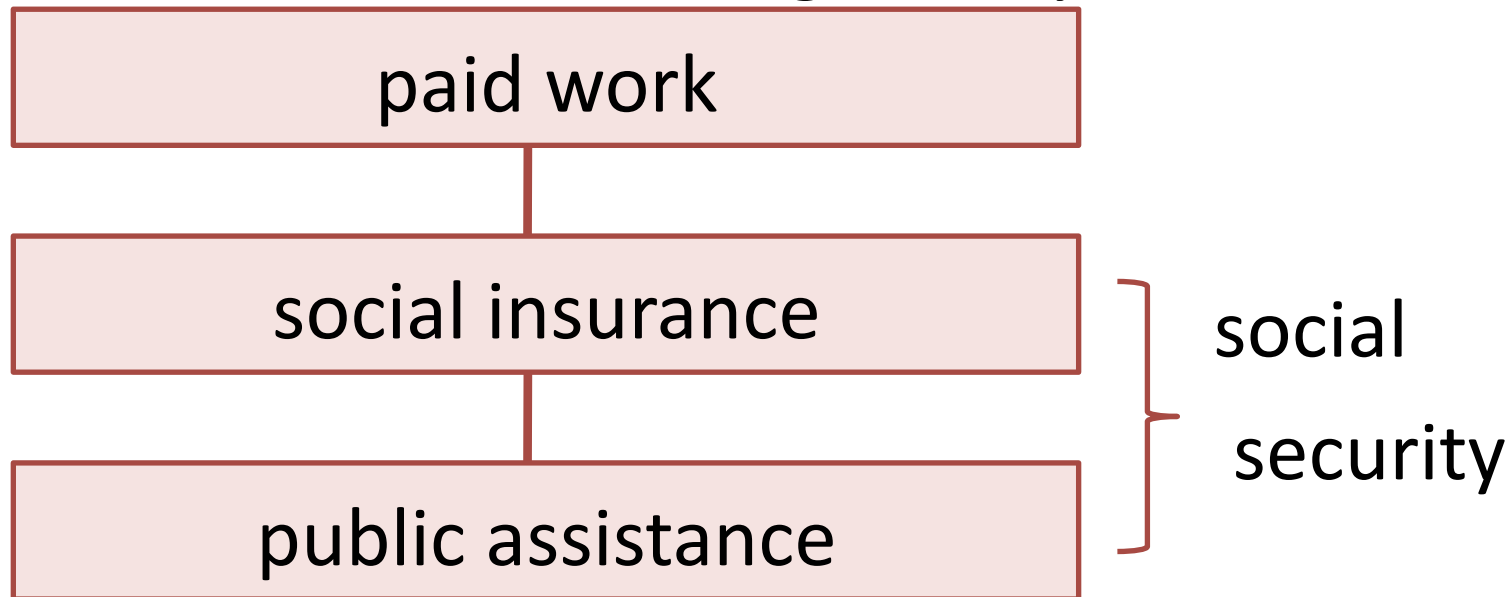 paid work
social insurance
social
security
public assistance